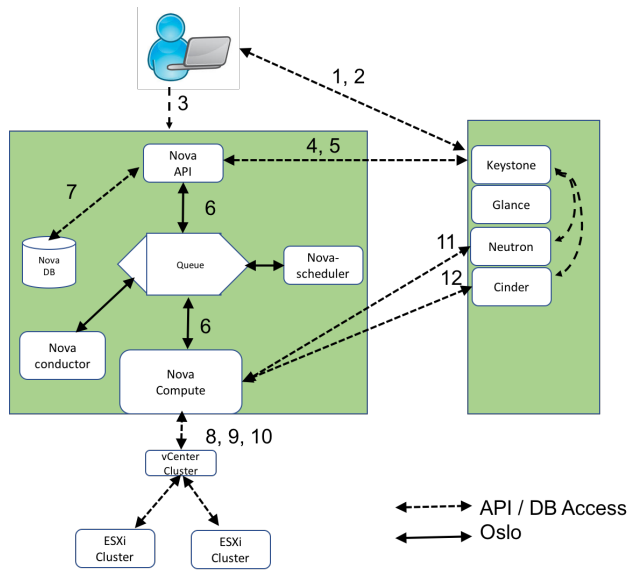 1, 2
3
Nova
API
4, 5
Keystone
7
6
Glance
Nova
DB
Queue
Nova-
scheduler
11
Neutron
12
Cinder
6
Nova
conductor
Nova
Compute
8, 9, 10
vCenter
Cluster
ESXi
Cluster
ESXi
Cluster
API / DB Access
Oslo